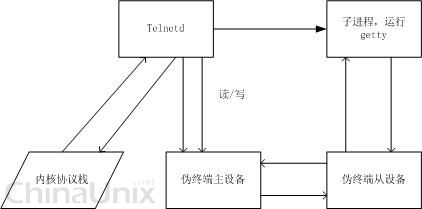 Telnetd
子进程，运行
getty
读/写
内核协议栈
伪终端主设备
伪终端从设备
ChinaUnix
.net